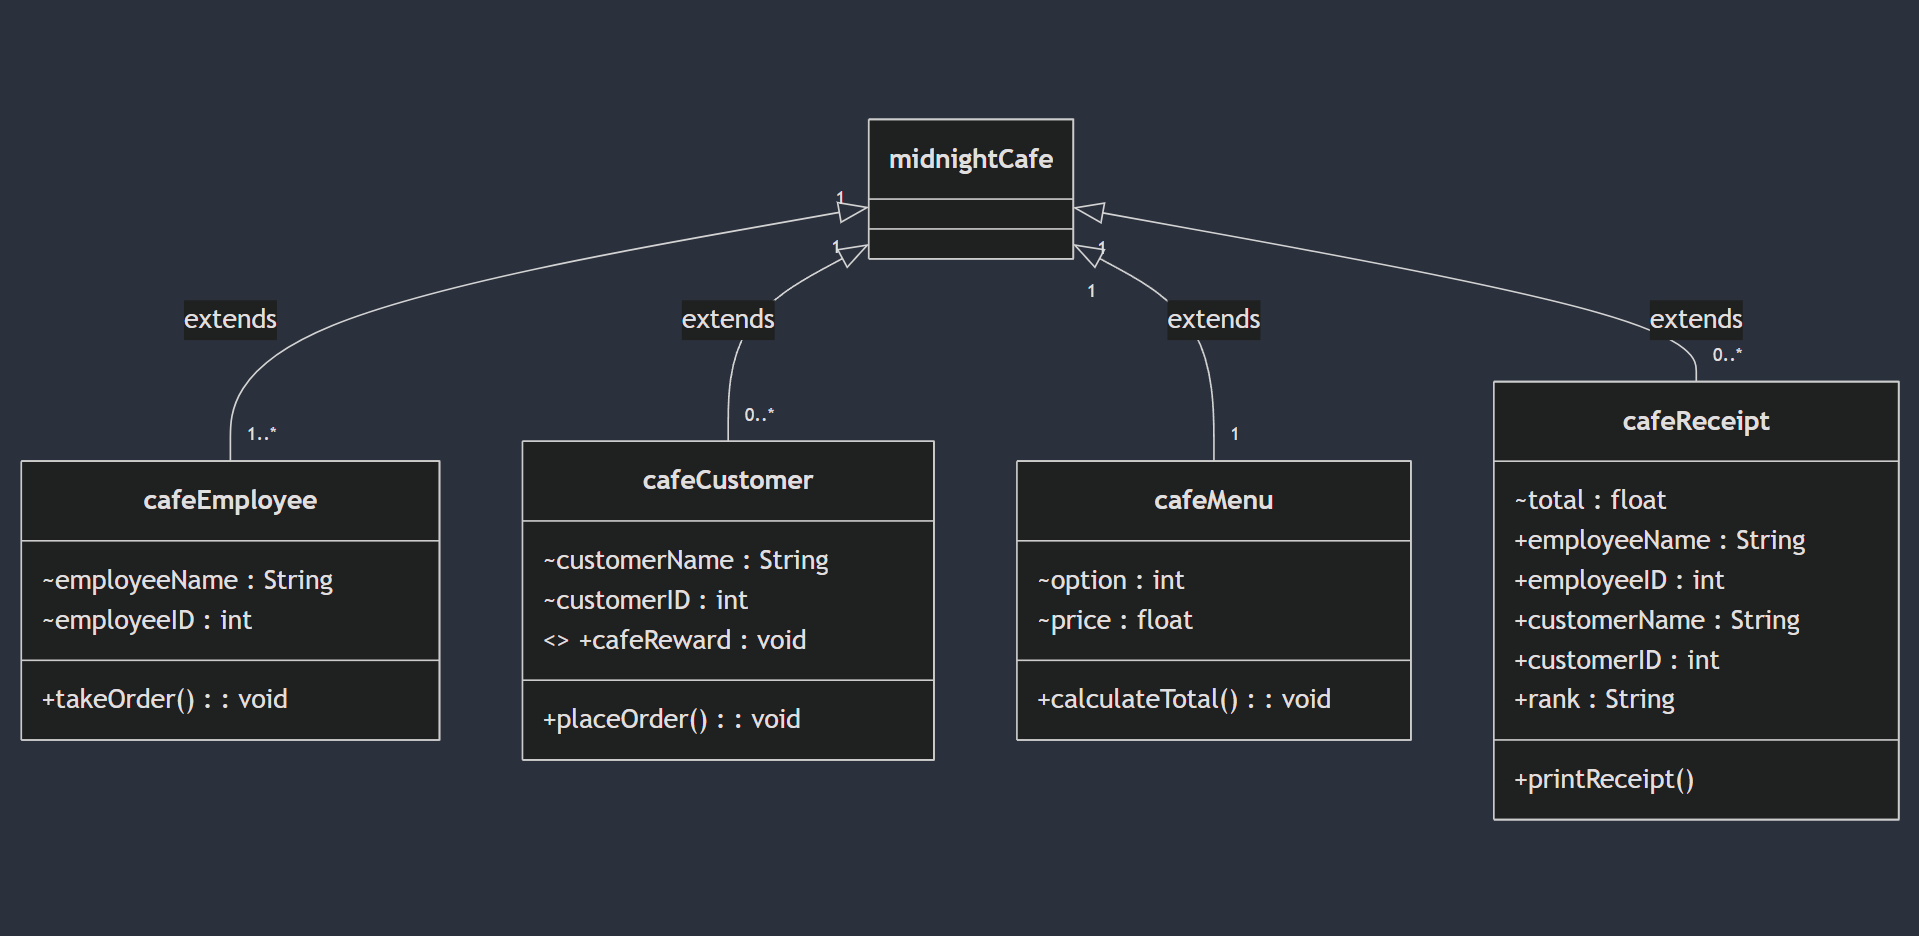 midnightCafe
1
1
1
1
extends
extends
extends
extends
0..*
1..*
0..*
1
cafeEmployee
~employeeName : String
~employeeID : int
+takeOrder() : : void
cafeCustomer
~customerName : String
~customerID : int
<> +cafeReward : void
+placeOrder() : : void
cafeMenu
~option : int
~price : float
+calculateTotal() : : void
cafeReceipt
~total : float
+employeeName : String
+employeeID : int
+customerName : String
+customerID : int
+rank : String
+printReceipt()